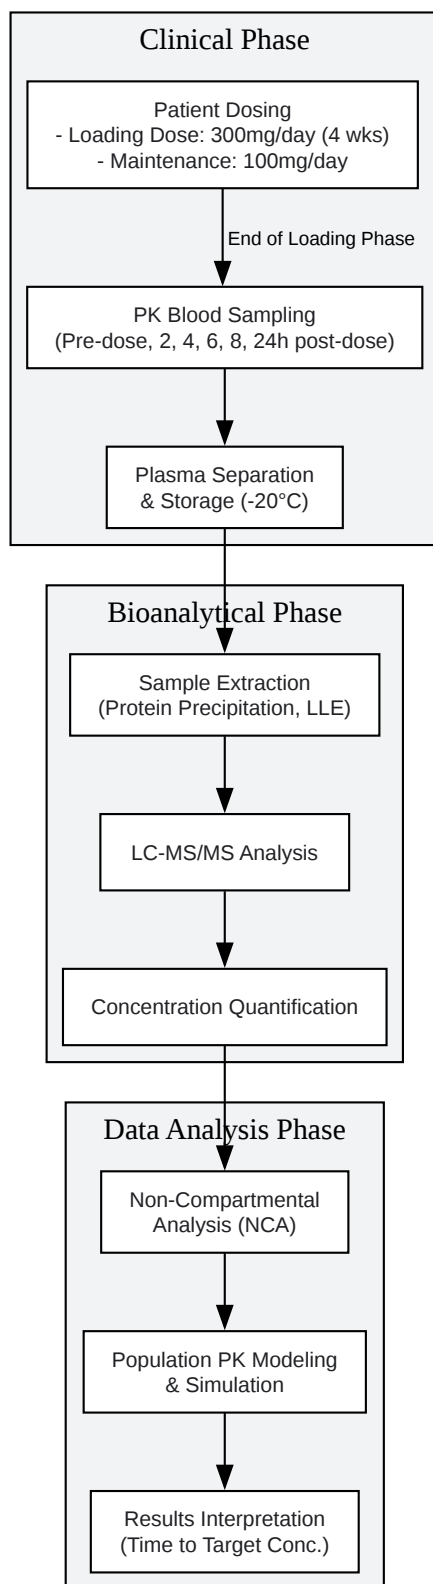 Clinical Phase
Patient Dosing
- Loading Dose: 300mg/day (4 wks)
- Maintenance: 100mg/day
End of Loading Phase
PK Blood Sampling
(Pre-dose, 2, 4, 6, 8, 24h post-dose)
Plasma Separation
& Storage (-20°C)
Bioanalytical Phase
Sample Extraction
(Protein Precipitation, LLE)
LC-MS/MS Analysis
Concentration Quantification
Data Analysis Phase
Non-Compartmental
Analysis (NCA)
Population PK Modeling
& Simulation
Results Interpretation
(Time to Target Conc.)